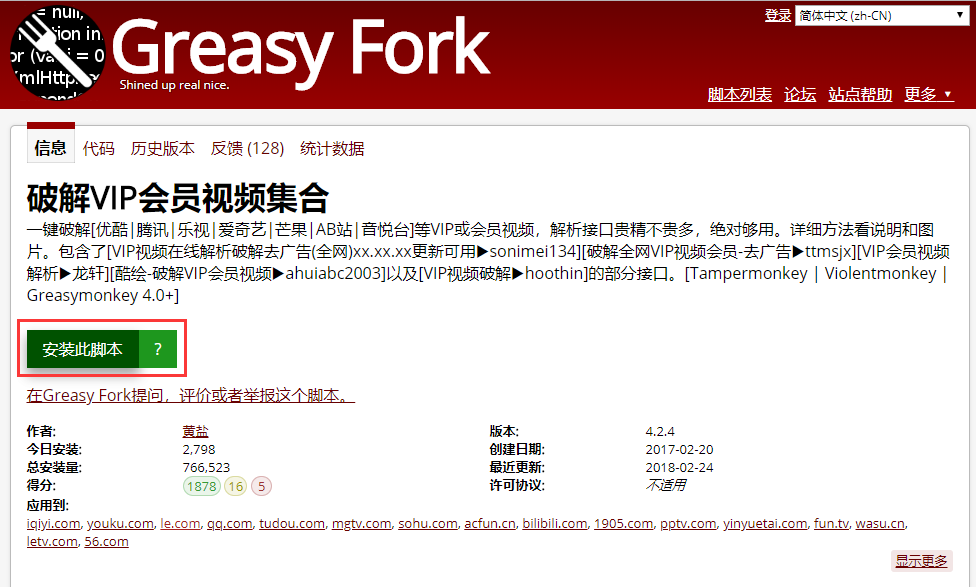 = null,
tion in
or (va i = 0
mlHttp
登录 简体中文 (zh-CN)
Greasy Fork
Shined up real nice.
脚本列表 论坛 站点帮助 更多 ▼
信息 代码 历史版本 反馈 (128) 统计数据
破解VIP会员视频集合
一键破解[优酷|腾讯|乐视|爱奇艺|芒果|AB站|音悦台]等VIP或会员视频，解析接口贵精不贵多，绝对够用。详细方法看说明和图
片。包含了[VIP视频在线解析破解去广告(全网)xx.xx.xx更新可用▶sonimei134][破解全网VIP视频会员-去广告▶ttmsjx][VIP会员视频
解析▶龙轩][酷绘-破解VIP会员视频▶ahuiabc2003]以及[VIP视频破解▶hoothin]的部分接口。[Tampermonkey | Violentmonkey |
Greasymonkey 4.0+]
安装此脚本 ?
在Greasy Fork提问，评价或者举报这个脚本。
作者: 黄盐 版本: 4.2.4
今日安装: 2,798 创建日期: 2017-02-20
总安装量: 766,523 最近更新: 2018-02-24
得分: 1878 16 5 许可协议: 不适用
应用到:
iqiyi.com, youku.com, le.com, qq.com, tudou.com, mgtv.com, sohu.com, acfun.cn, bilibili.com, 1905.com, pptv.com, yinyuetai.com, fun.tv, wasu.cn,
letv.com, 56.com
显示更多